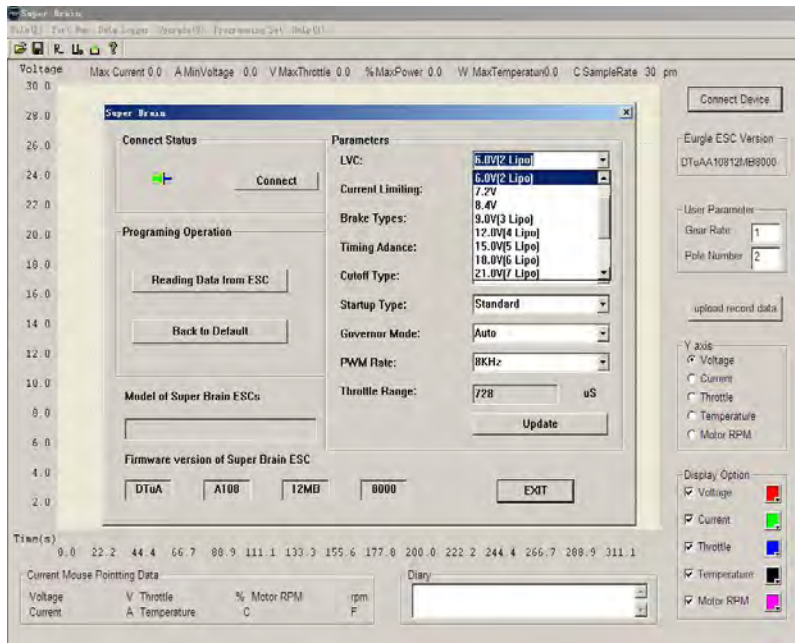 Super Brain
Data Logger Upgrade(U) Programming Set Help(H)
Voltage Max Current 0.0 A MinVoltage 0.0 V MaxThrottle 0.0 %MaxPower 0.0 W MaxTemperatur0.0 C SampleRate 30 pm
30.0
28.0
26.0
24.0
22.0
20.0
18.0
16.0
14.0
12.0
10.0
8.0
6.0
4.0
2.0
Time(s)
0.0 22.2 44.4 66.7 88.9 111.1 133.3 155.6 177.8 200.0 222.2 244.4 266.7 288.9 311.1
Super Brain
Connect Status
Connect
Programing Operation
Reading Data from ESC
Back to Default
Model of Super Brain ESCs
Firmware version of Super Brain ESC
DTuA A108 12MB 8000
Parameters
LVC: 6.0V(2 Lipo)
6.0V(2 Lipo)
7.2V
8.4V
9.0V(3 Lipo)
12.0V(4 Lipo)
15.0V(5 Lipo)
18.0V(6 Lipo)
21.0V(7 Lipo)
Current Limiting:
Brake Types:
Timing Adance:
Cutoff Type:
Startup Type: Standard
Governor Mode: Auto
PWM Rate: 8KHz
Throttle Range: 728 uS
Update
EXIT
Connect Device
Eurgle ESC Version
DTuAA10812MB8000
User Parameter
Gear Rate 1
Pole Number 2
upload record data
Y axis
Voltage
Current
Throttle
Temperature
Motor RPM
Display Option
Voltage
Current
Throttle
Temperature
Motor RPM
Current Mouse Pointting Data
Voltage V Throttle % Motor RPM rpm
Current A Temperature C F
Diary